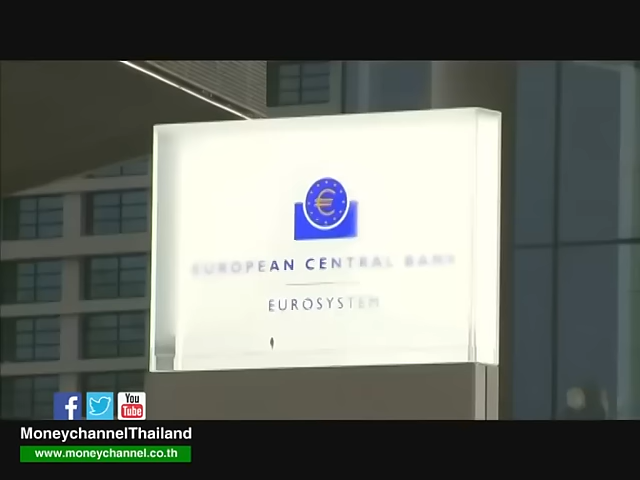 €
EUROPEAN CENTRAL BANK
EUROSYSTEM
f
You
Tube
MoneychannelThailand
www.moneychannel.co.th